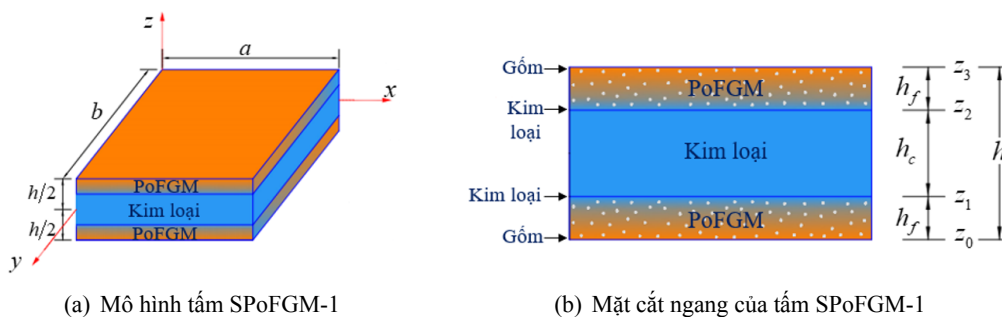 z
a
b
x
PoFGM
h/2
Kim loại
h/2
PoFGM
y
(a) Mô hình tấm SPoFGM-1
Gốm
PoFGM
z3
hf
Kim
loại
z2
Kim loại
hc
h
Kim loại
z1
PoFGM
hf
Gốm
z0
(b) Mặt cắt ngang của tấm SPoFGM-1